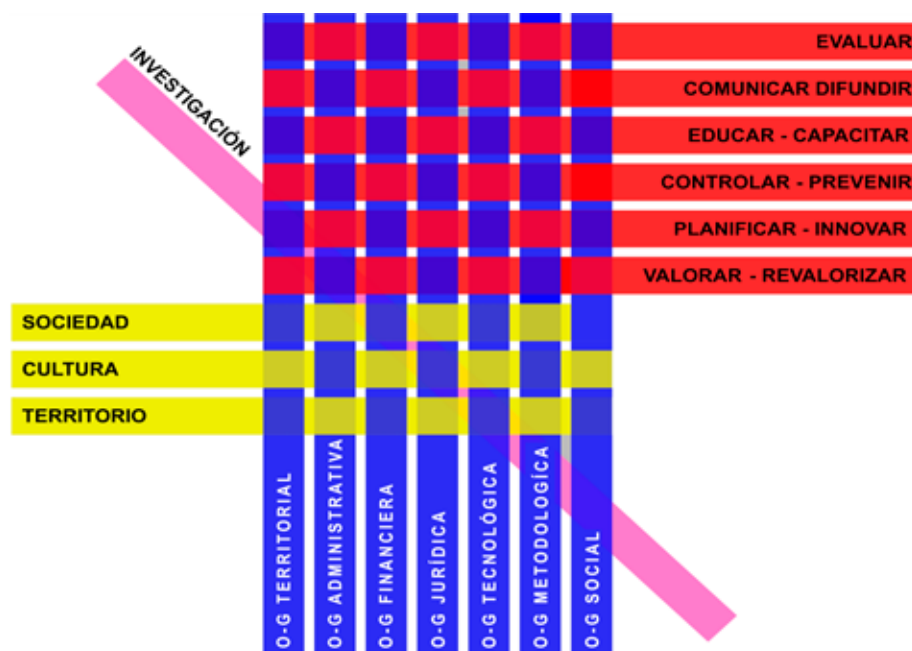 INVESTIGACIÓN
EVALUAR
COMUNICAR DIFUNDIR
EDUCAR - CAPACITAR
CONTROLAR - PREVENIR
PLANIFICAR - INNOVAR
VALORAR - REVALORIZAR
SOCIEDAD
CULTURA
TERRITORIO
O-G TERRITORIAL
O-G ADMINISTRATIVA
O-G FINANCIERA
O-G JURÍDICA
O-G TECNOLÓGICA
O-G METODOLOGÍCA
O-G SOCIAL